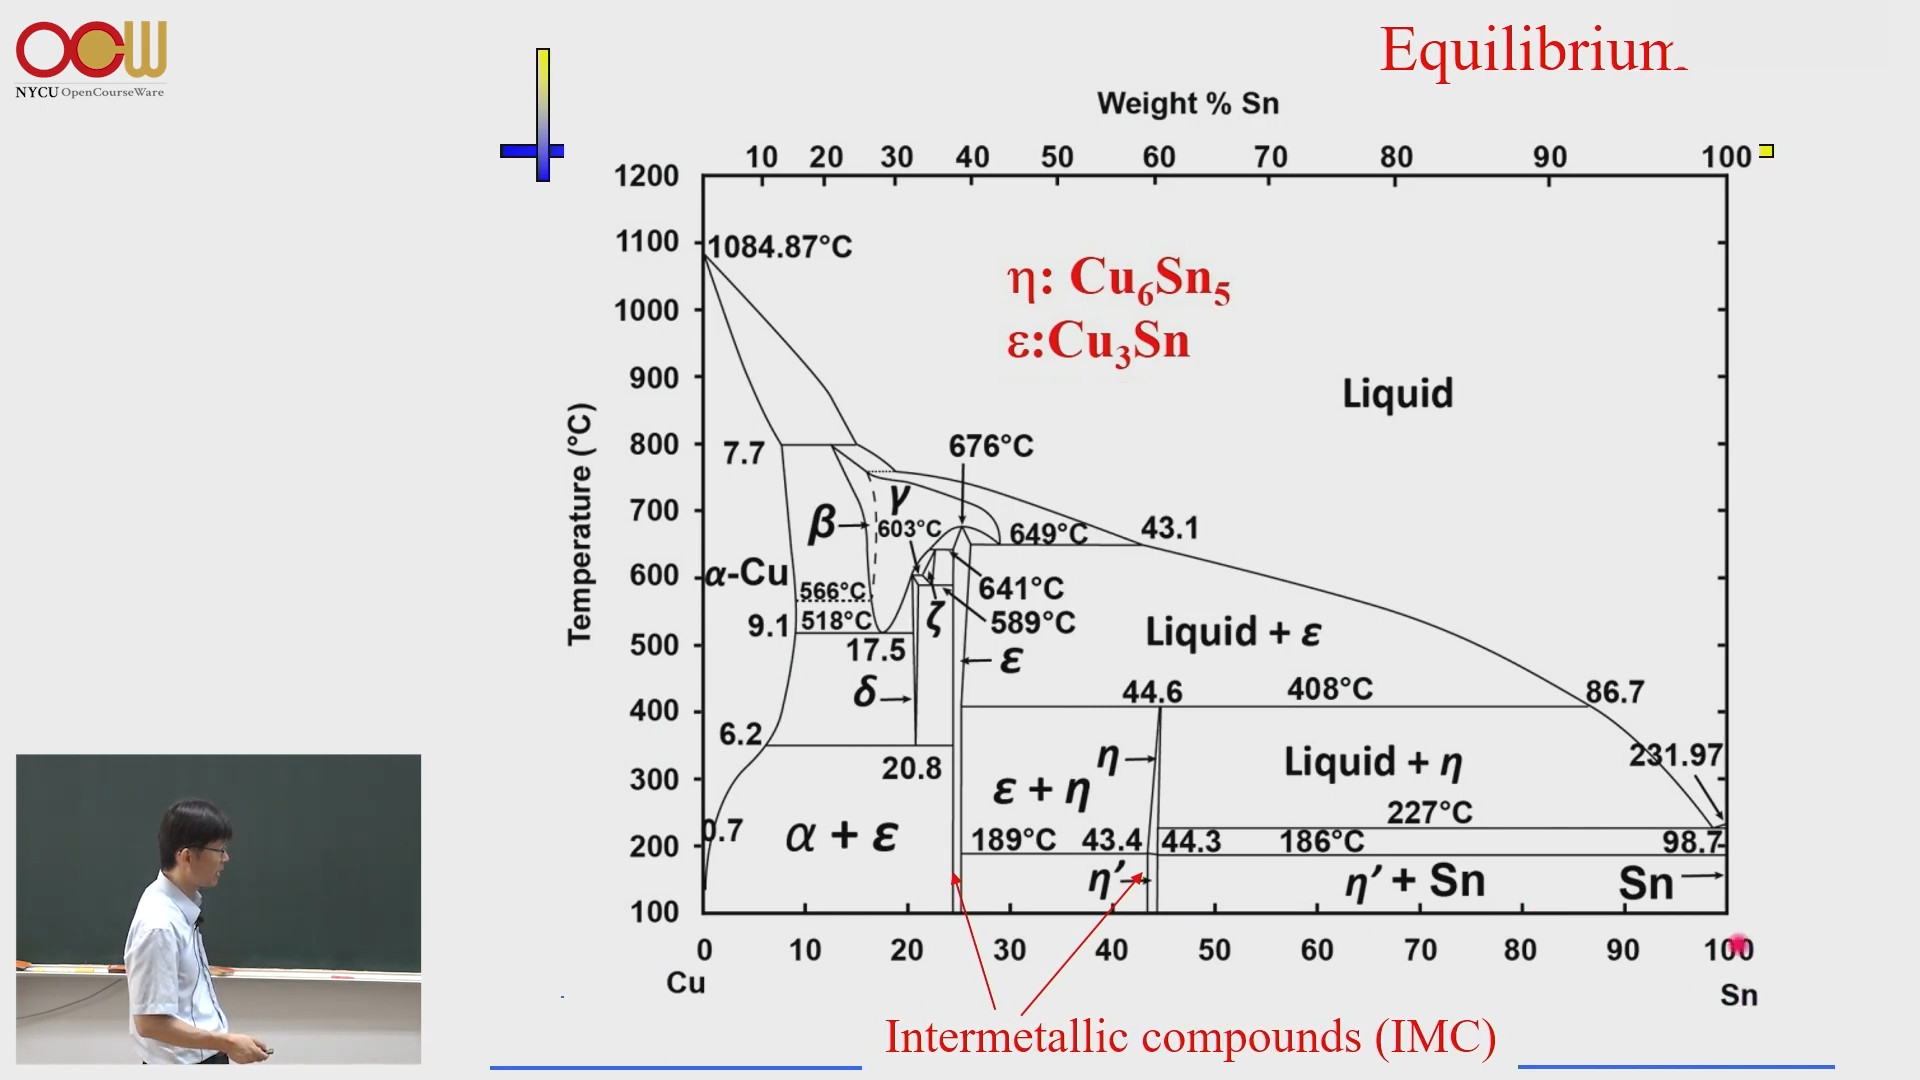 OCW
NYCU OpenCourseWare
Equilibrium
Weight % Sn
10 20 30 40 50 60 70 80 90 100
1200
1100
1000
900
800
700
600
500
400
300
200
100
Temperature (°C)
1084.87°C
η: Cu₆Sn₅
ε:Cu₃Sn
Liquid
7.7
676°C
γ
β
603°C
649°C
43.1
α-Cu
566°C
641°C
9.1
518°C
ζ
589°C
17.5
ε
Liquid + ε
δ
44.6
408°C
86.7
6.2
20.8
η
ε + η
Liquid + η
231.97
227°C
0.7
α + ε
189°C
43.4
44.3
186°C
98.7
η′
η′ + Sn
Sn
0 10 20 30 40 50 60 70 80 90 100
Cu
Sn
Intermetallic compounds (IMC)